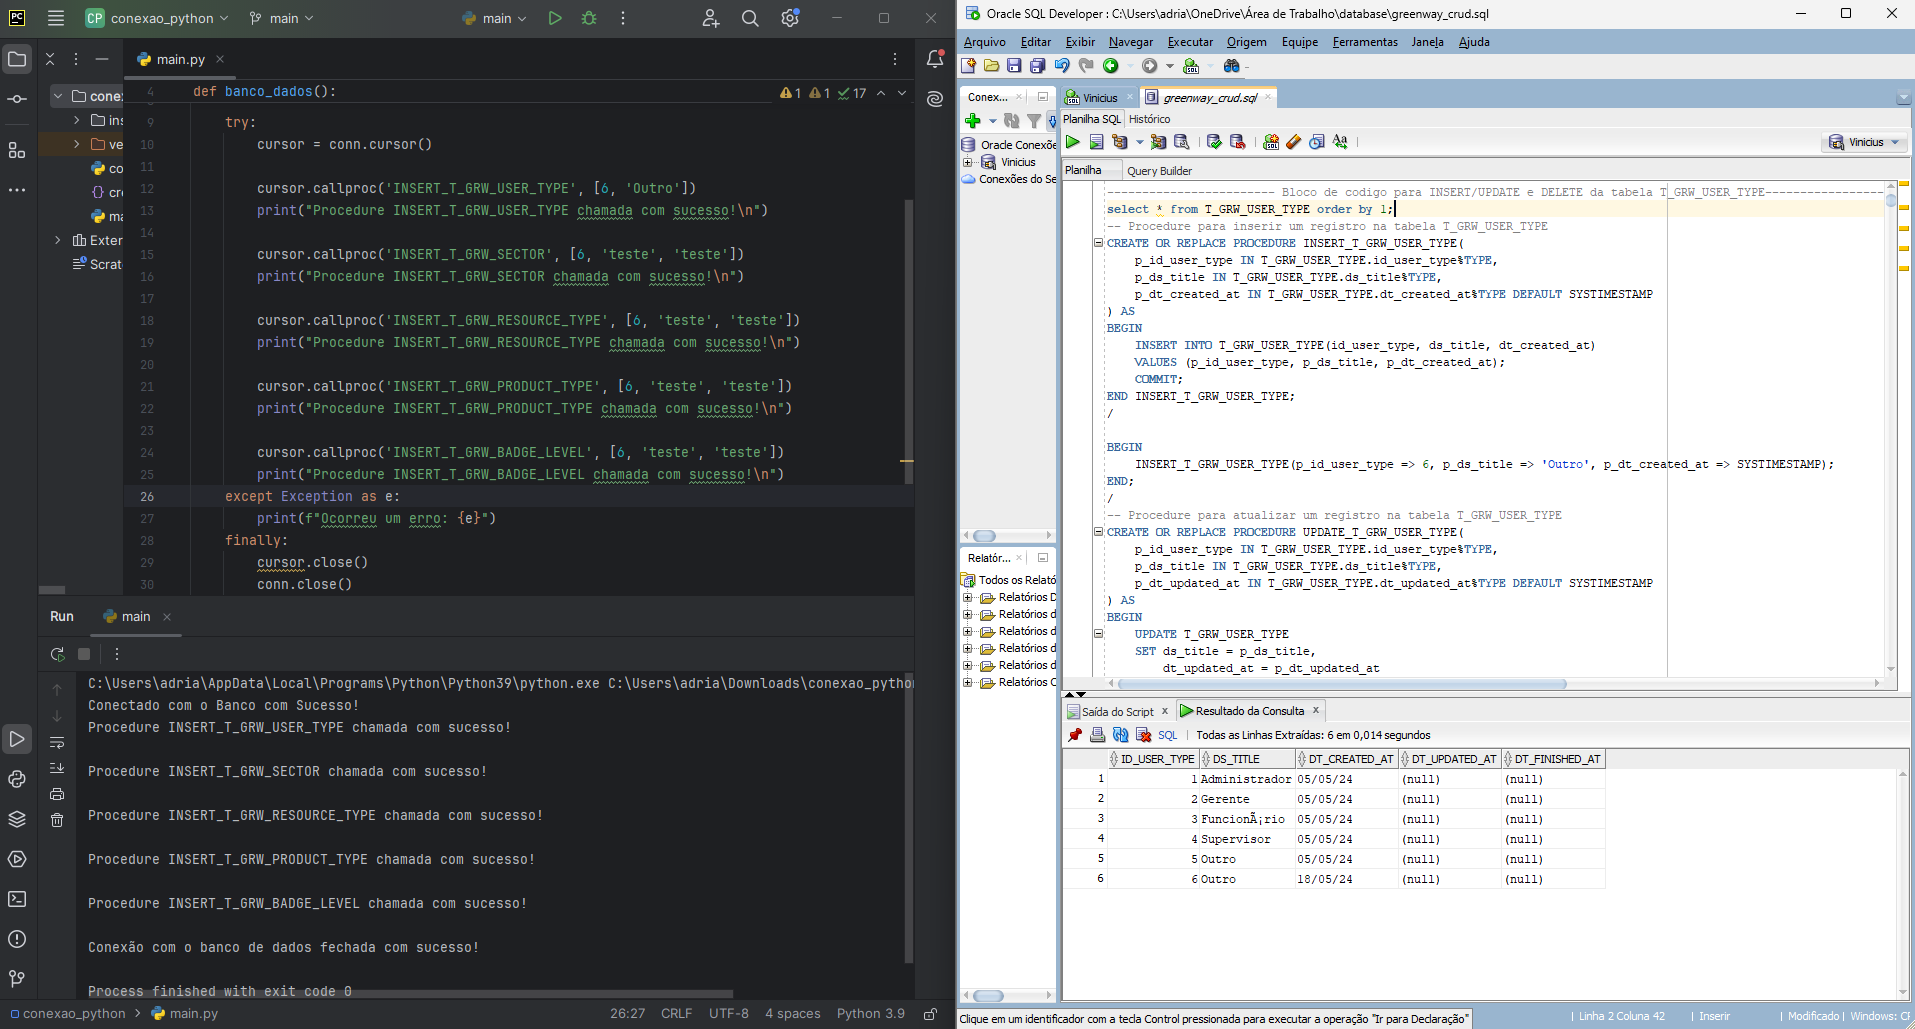 PC
CP conexao_python
main
main
main.py
cone
ins
ve
co
cre
ma
Exter
Scrat
1 1 17
4 def banco_dados():
9 try:
10 cursor = conn.cursor()
11
12 cursor.callproc('INSERT_T_GRW_USER_TYPE', [6, 'Outro'])
13 print("Procedure INSERT_T_GRW_USER_TYPE chamada com sucesso!\n")
14
15 cursor.callproc('INSERT_T_GRW_SECTOR', [6, 'teste', 'teste'])
16 print("Procedure INSERT_T_GRW_SECTOR chamada com sucesso!\n")
17
18 cursor.callproc('INSERT_T_GRW_RESOURCE_TYPE', [6, 'teste', 'teste'])
19 print("Procedure INSERT_T_GRW_RESOURCE_TYPE chamada com sucesso!\n")
20
21 cursor.callproc('INSERT_T_GRW_PRODUCT_TYPE', [6, 'teste', 'teste'])
22 print("Procedure INSERT_T_GRW_PRODUCT_TYPE chamada com sucesso!\n")
23
24 cursor.callproc('INSERT_T_GRW_BADGE_LEVEL', [6, 'teste', 'teste'])
25 print("Procedure INSERT_T_GRW_BADGE_LEVEL chamada com sucesso!\n")
26 except Exception as e:
27 print(f"Ocorreu um erro: {e}")
28 finally:
29 cursor.close()
30 conn.close()
Run main
C:\Users\adria\AppData\Local\Programs\Python\Python39\python.exe C:\Users\adria\Downloads\conexao_python
Conectado com o Banco com Sucesso!
Procedure INSERT_T_GRW_USER_TYPE chamada com sucesso!
Procedure INSERT_T_GRW_SECTOR chamada com sucesso!
Procedure INSERT_T_GRW_RESOURCE_TYPE chamada com sucesso!
Procedure INSERT_T_GRW_PRODUCT_TYPE chamada com sucesso!
Procedure INSERT_T_GRW_BADGE_LEVEL chamada com sucesso!
Conexão com o banco de dados fechada com sucesso!
Process finished with exit code 0
conexao_python > main.py
26:27 CRLF UTF-8 4 spaces Python 3.9
Oracle SQL Developer : C:\Users\adria\OneDrive\Área de Trabalho\database\greenway_crud.sql
Arquivo Editar Exibir Navegar Executar Origem Equipe Ferramentas Janela Ajuda
Conex...
Oracle Conexõe
Vinicius
Conexões do Se
Relatór...
Todos os Relató
Relatórios D
Relatórios d
Relatórios d
Relatórios d
Relatórios d
Relatórios C
Vinicius greenway_crud.sql
Planilha SQL Histórico
Vinicius
Planilha Query Builder
------------------------ Bloco de codigo para INSERT/UPDATE e DELETE da tabela T_GRW_USER_TYPE-----------------
select * from T_GRW_USER_TYPE order by 1;
-- Procedure para inserir um registro na tabela T_GRW_USER_TYPE
CREATE OR REPLACE PROCEDURE INSERT_T_GRW_USER_TYPE(
p_id_user_type IN T_GRW_USER_TYPE.id_user_type%TYPE,
p_ds_title IN T_GRW_USER_TYPE.ds_title%TYPE,
p_dt_created_at IN T_GRW_USER_TYPE.dt_created_at%TYPE DEFAULT SYSTIMESTAMP
) AS
BEGIN
INSERT INTO T_GRW_USER_TYPE(id_user_type, ds_title, dt_created_at)
VALUES (p_id_user_type, p_ds_title, p_dt_created_at);
COMMIT;
END INSERT_T_GRW_USER_TYPE;
/
BEGIN
INSERT_T_GRW_USER_TYPE(p_id_user_type => 6, p_ds_title => 'Outro', p_dt_created_at => SYSTIMESTAMP);
END;
/
-- Procedure para atualizar um registro na tabela T_GRW_USER_TYPE
CREATE OR REPLACE PROCEDURE UPDATE_T_GRW_USER_TYPE(
p_id_user_type IN T_GRW_USER_TYPE.id_user_type%TYPE,
p_ds_title IN T_GRW_USER_TYPE.ds_title%TYPE,
p_dt_updated_at IN T_GRW_USER_TYPE.dt_updated_at%TYPE DEFAULT SYSTIMESTAMP
) AS
BEGIN
UPDATE T_GRW_USER_TYPE
SET ds_title = p_ds_title,
dt_updated_at = p_dt_updated_at
Saída do Script Resultado da Consulta
SQL Todas as Linhas Extraídas: 6 em 0,014 segundos
ID_USER_TYPE DS_TITLE DT_CREATED_AT DT_UPDATED_AT DT_FINISHED_AT
1 1 Administrador 05/05/24 (null) (null)
2 2 Gerente 05/05/24 (null) (null)
3 3 FuncionÃ¡rio 05/05/24 (null) (null)
4 4 Supervisor 05/05/24 (null) (null)
5 5 Outro 05/05/24 (null) (null)
6 6 Outro 18/05/24 (null) (null)
Clique em um identificador com a tecla Control pressionada para executar a operação "Ir para Declaração"
Linha 2 Coluna 42 Inserir Modificado Windows: CF